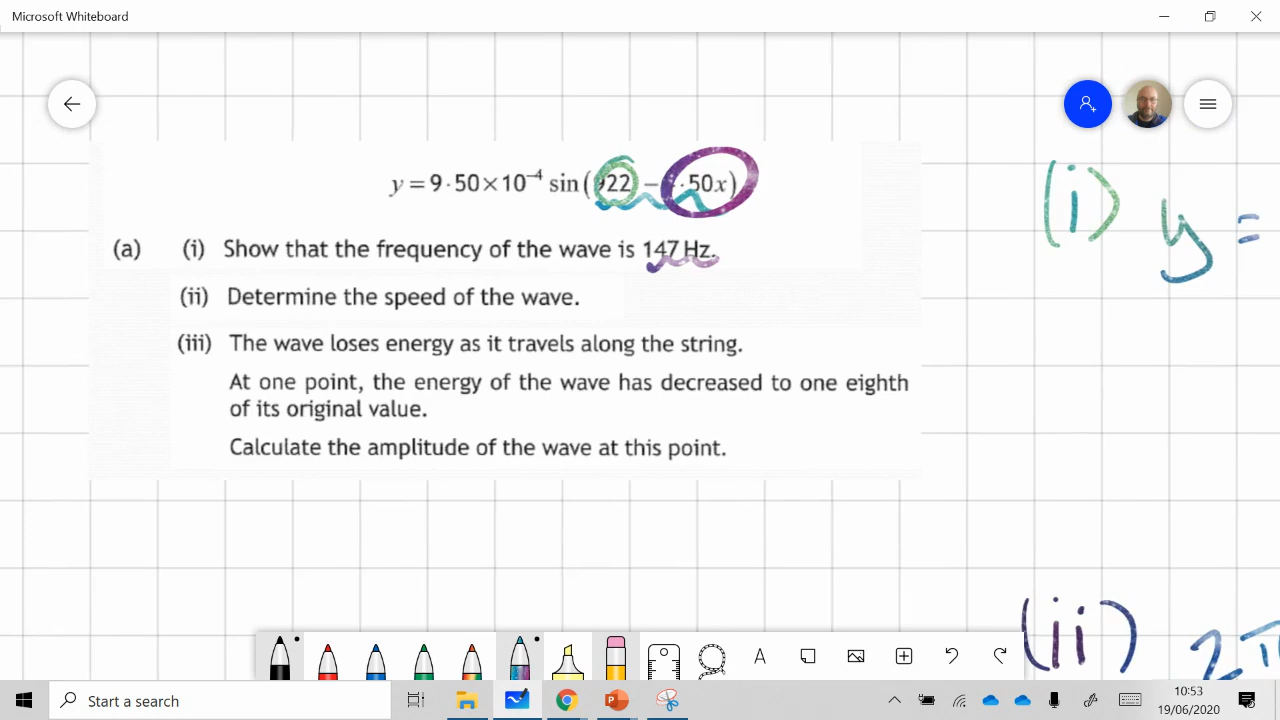 Microsoft Whiteboard
y = 9·50×10⁻⁴ sin(922 − ·50x)
(a) (i) Show that the frequency of the wave is 147 Hz.
(ii) Determine the speed of the wave.
(iii) The wave loses energy as it travels along the string.
At one point, the energy of the wave has decreased to one eighth
of its original value.
Calculate the amplitude of the wave at this point.
(i) y =
(ii) 2π
A
Start a search
10:53
19/06/2020